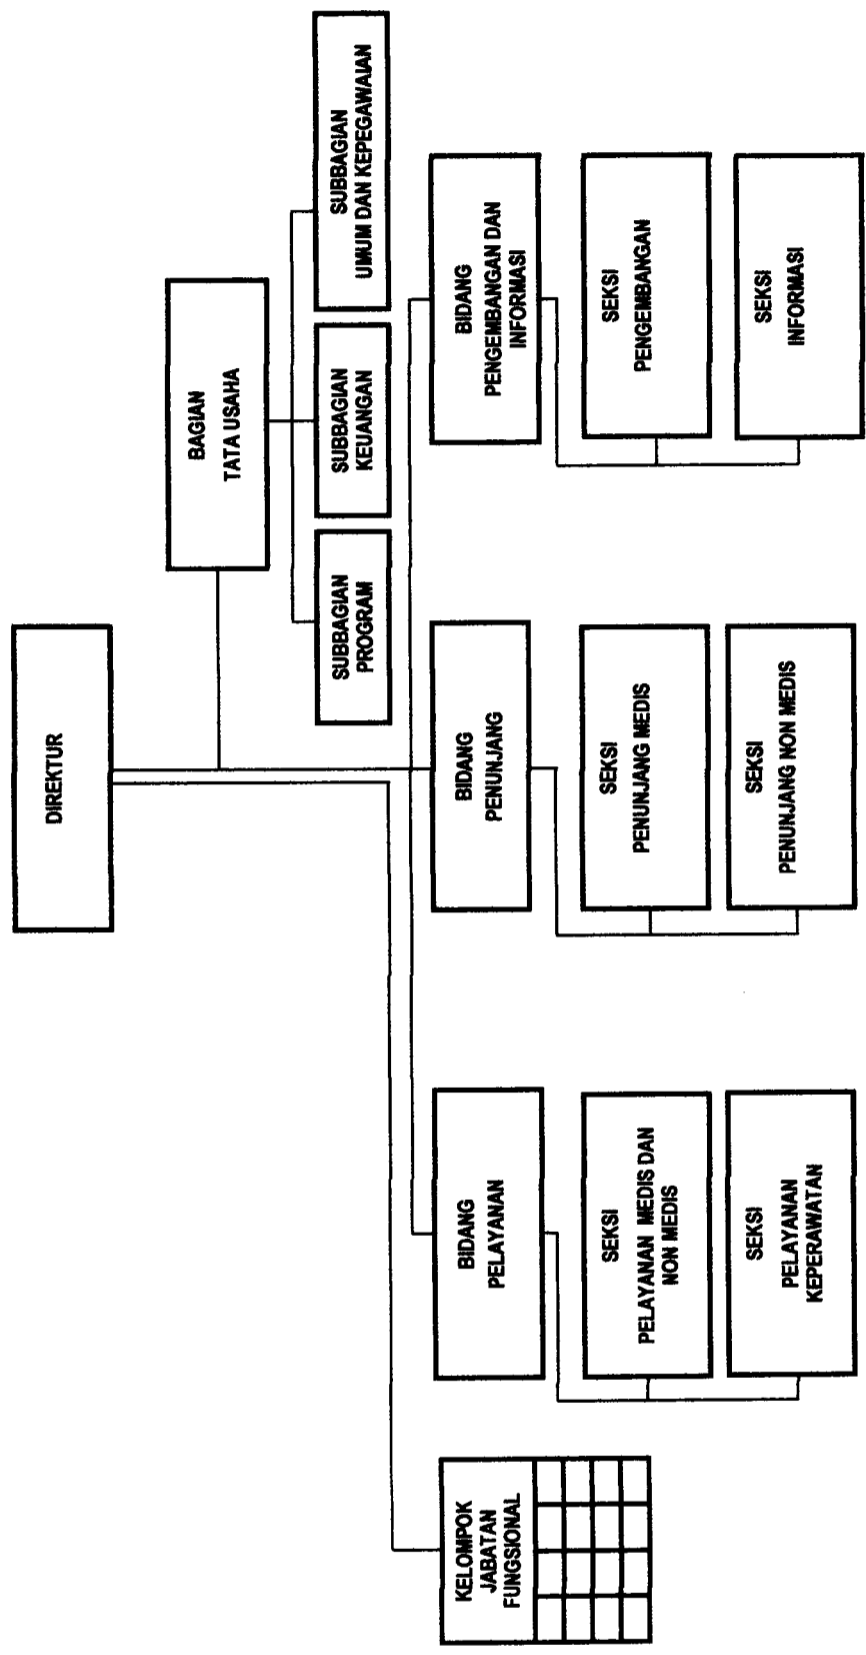 DIREKTUR
BAGIAN
TATA USAHA
SUBBAGIAN
PROGRAM
SUBBAGIAN
KEUANGAN
SUBBAGIAN
UMUM DAN KEPEGAWAIAN
KELOMPOK
JABATAN
FUNGSIONAL
BIDANG
PELAYANAN
BIDANG
PENUNJANG
BIDANG
PENGEMBANGAN DAN
INFORMASI
SEKSI
PELAYANAN MEDIS DAN
NON MEDIS
SEKSI
PENUNJANG MEDIS
SEKSI
PENGEMBANGAN
SEKSI
PELAYANAN
KEPERAWATAN
SEKSI
PENUNJANG NON MEDIS
SEKSI
INFORMASI